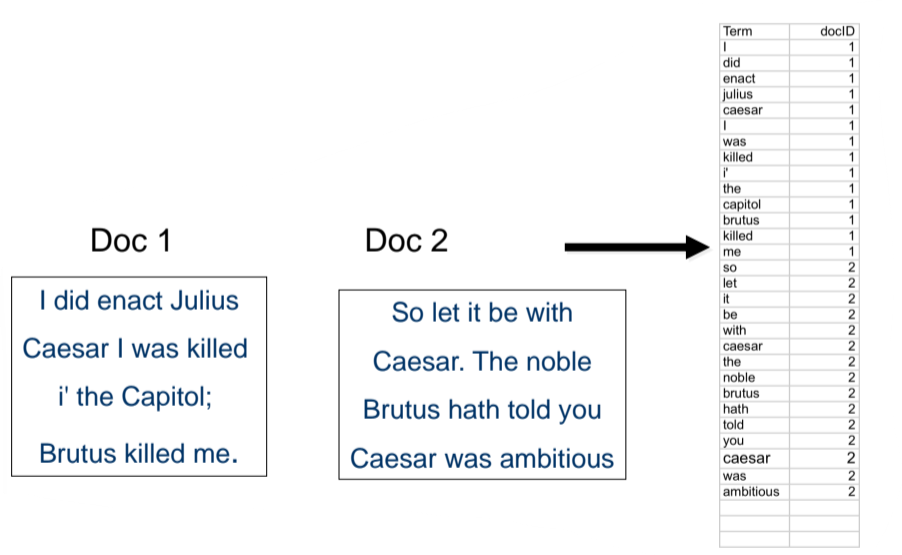 Doc 1
I did enact Julius
Caesar I was killed
i' the Capitol;
Brutus killed me.
Doc 2
So let it be with
Caesar. The noble
Brutus hath told you
Caesar was ambitious
Term docID
I 1
did 1
enact 1
julius 1
caesar 1
I 1
was 1
killed 1
i' 1
the 1
capitol 1
brutus 1
killed 1
me 1
so 2
let 2
it 2
be 2
with 2
caesar 2
the 2
noble 2
brutus 2
hath 2
told 2
you 2
caesar 2
was 2
ambitious 2